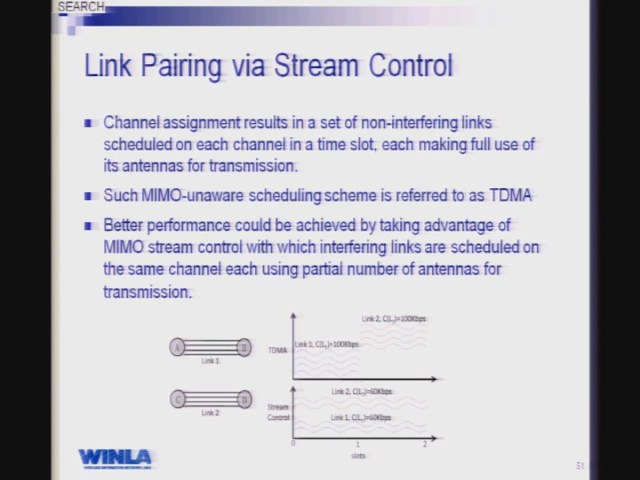 SEARCH
Link Pairing via Stream Control
Channel assignment results in a set of non-interfering links
scheduled on each channel in a time slot, each making full use of
its antennas for transmission.
Such MIMO-unaware scheduling scheme is referred to as TDMA
Better performance could be achieved by taking advantage of
MIMO stream control with which interfering links are scheduled on
the same channel each using partial number of antennas for
transmission.
Link 2, C(L₂)=100Kbps
Link 1, C(L₁)=100Kbps
TDMA
A B
Link 1
Link 2, C(L₂)=60Kbps
C D
Stream
Control
Link 1, C(L₁)=60Kbps
Link 2
0 1 2
slots
WINLA
51